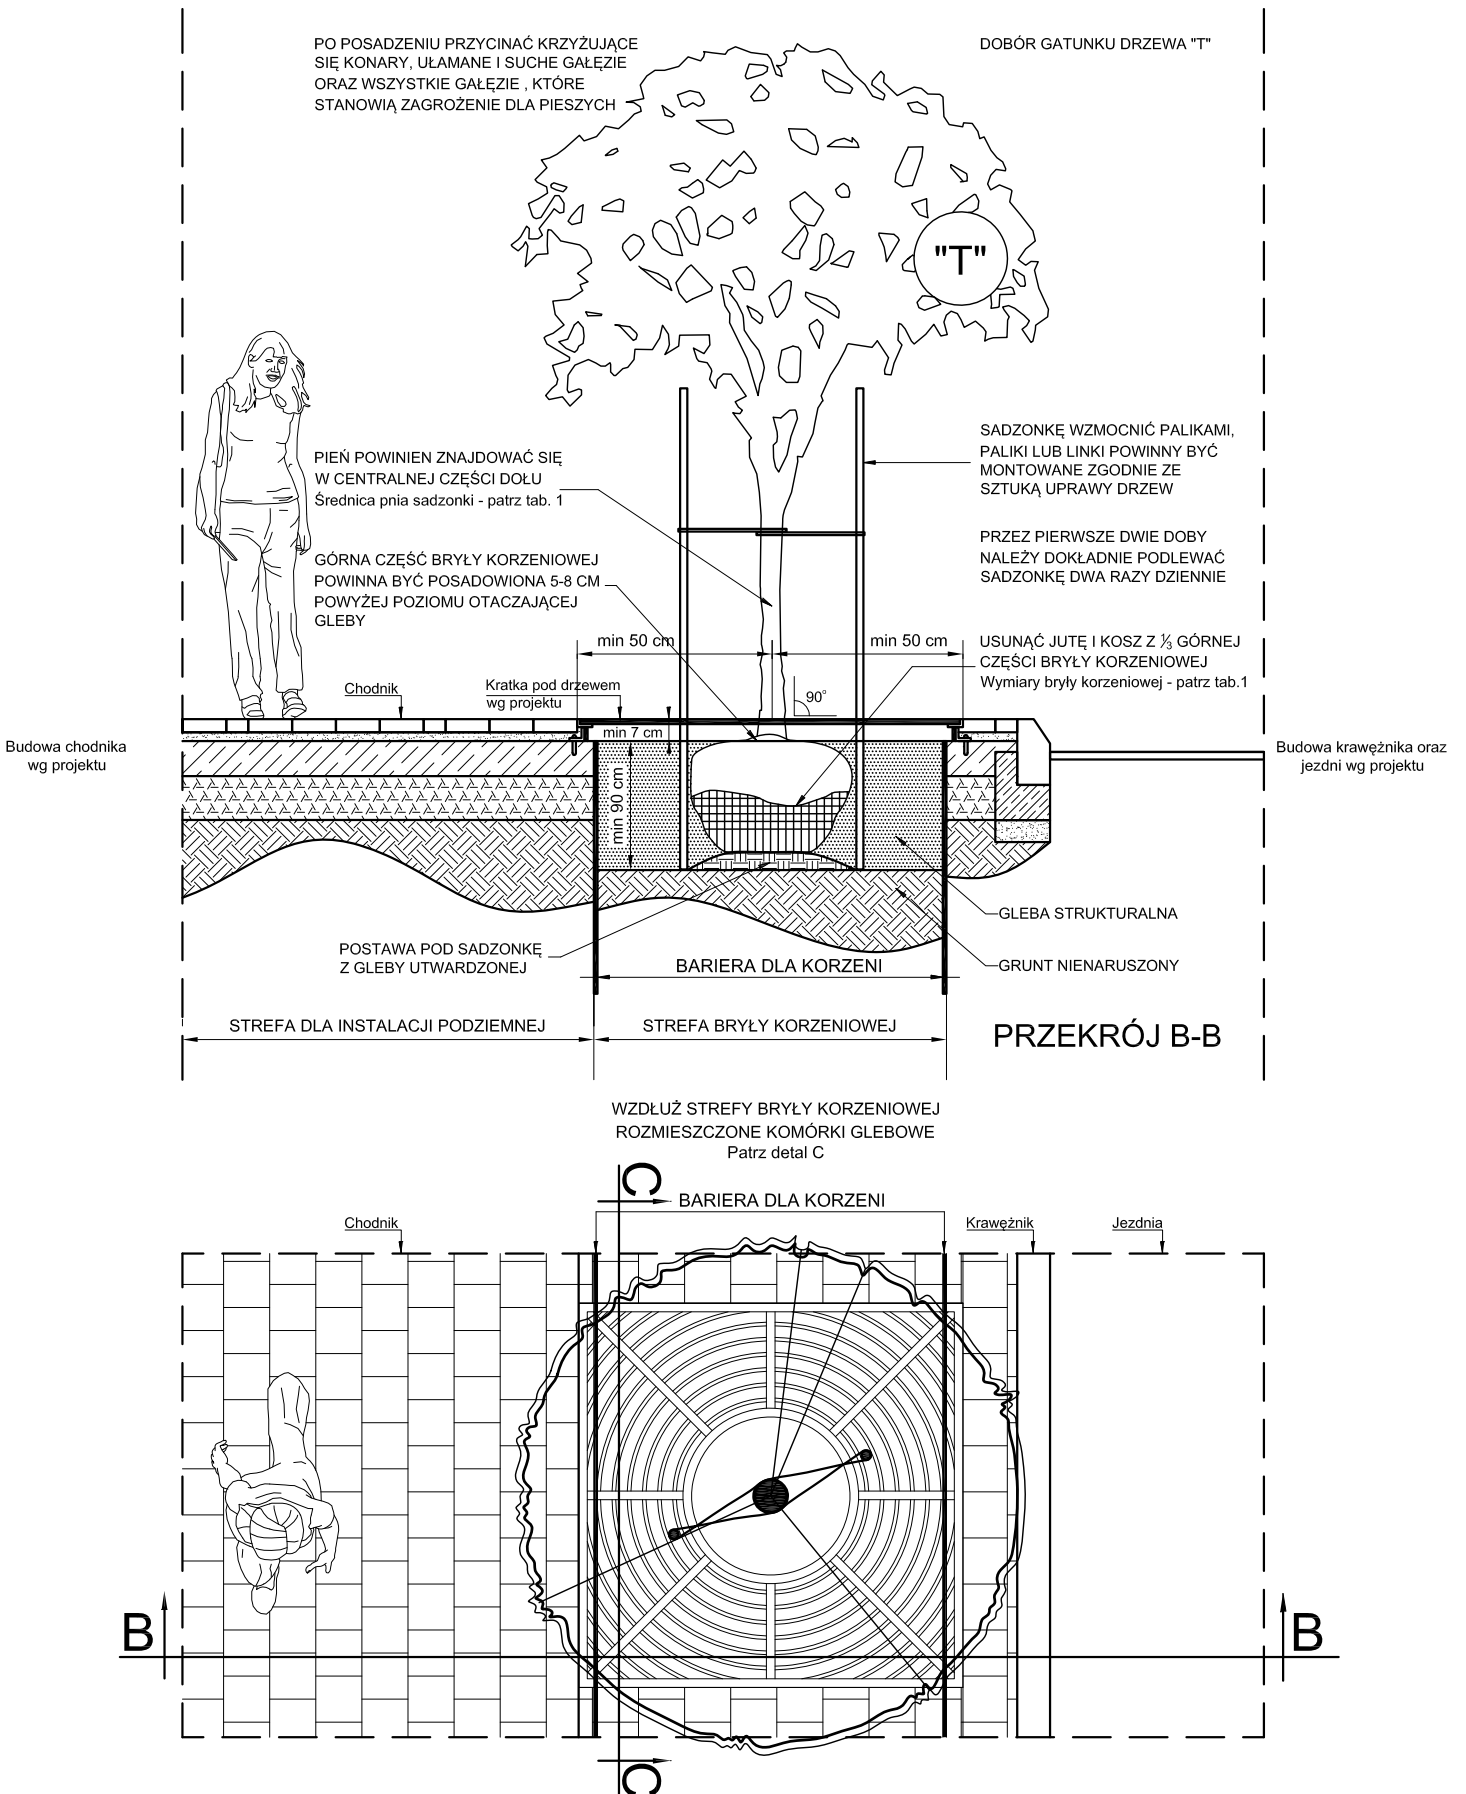 PO POSADZENIU PRZYCINAĆ KRZYŻUJĄCE
SIĘ KONARY, UŁAMANE I SUCHE GAŁĘZIE
ORAZ WSZYSTKIE GAŁĘZIE , KTÓRE
STANOWIĄ ZAGROŻENIE DLA PIESZYCH
DOBÓR GATUNKU DRZEWA "T"
"T"
PIEŃ POWINIEN ZNAJDOWAĆ SIĘ
W CENTRALNEJ CZĘŚCI DOŁU
Średnica pnia sadzonki - patrz tab. 1
SADZONKĘ WZMOCNIĆ PALIKAMI,
PALIKI LUB LINKI POWINNY BYĆ
MONTOWANE ZGODNIE ZE
SZTUKĄ UPRAWY DRZEW
GÓRNA CZĘŚĆ BRYŁY KORZENIOWEJ
POWINNA BYĆ POSADOWIONA 5-8 CM
POWYŻEJ POZIOMU OTACZAJĄCEJ
GLEBY
PRZEZ PIERWSZE DWIE DOBY
NALEŻY DOKŁADNIE PODLEWAĆ
SADZONKĘ DWA RAZY DZIENNIE
min 50 cm
min 50 cm
USUNĄĆ JUTĘ I KOSZ Z ⅓ GÓRNEJ
CZĘŚCI BRYŁY KORZENIOWEJ
Wymiary bryły korzeniowej - patrz tab.1
Chodnik
Kratka pod drzewem
wg projektu
90°
min 7 cm
min 90 cm
Budowa chodnika
wg projektu
Budowa krawężnika oraz
jezdni wg projektu
GLEBA STRUKTURALNA
POSTAWA POD SADZONKĘ
Z GLEBY UTWARDZONEJ
BARIERA DLA KORZENI
GRUNT NIENARUSZONY
STREFA DLA INSTALACJI PODZIEMNEJ
STREFA BRYŁY KORZENIOWEJ
PRZEKRÓJ B-B
WZDŁUŻ STREFY BRYŁY KORZENIOWEJ
ROZMIESZCZONE KOMÓRKI GLEBOWE
Patrz detal C
C
BARIERA DLA KORZENI
Chodnik
Krawężnik
Jezdnia
B
B
C